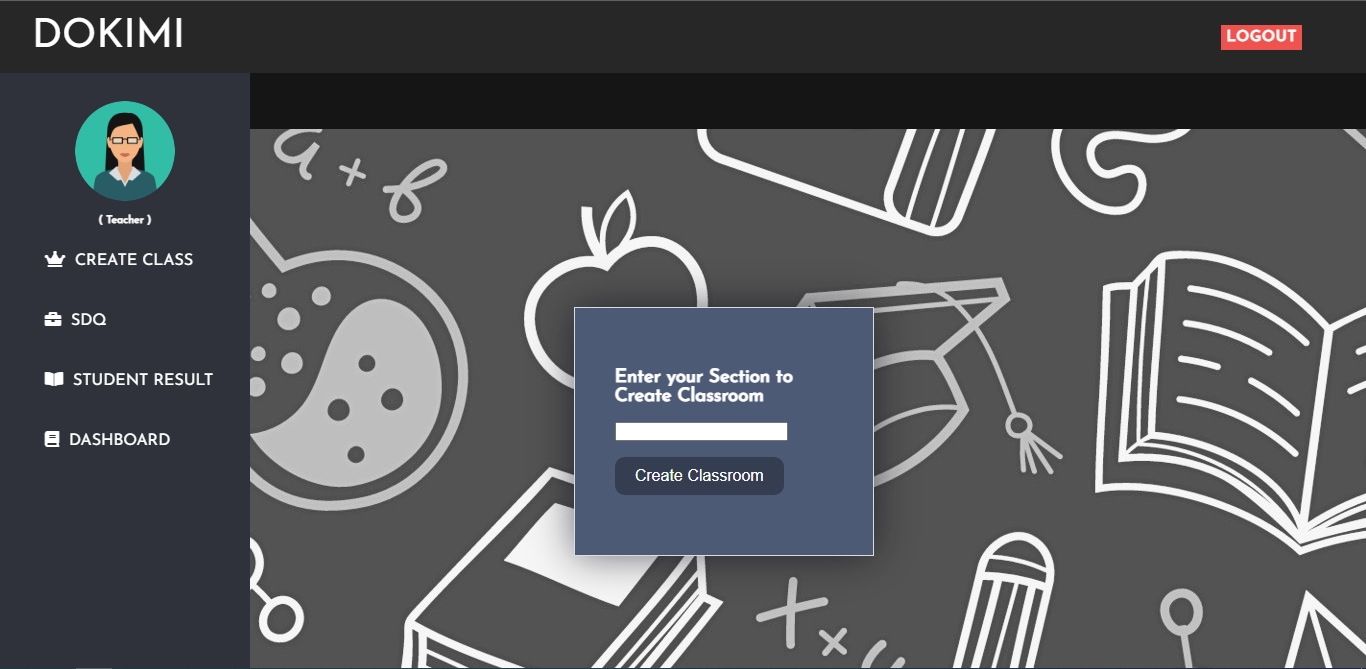 DOKIMI
LOGOUT
( Teacher )
CREATE CLASS
SDQ
STUDENT RESULT
DASHBOARD
a + b
Enter your Section to
Create Classroom
Create Classroom